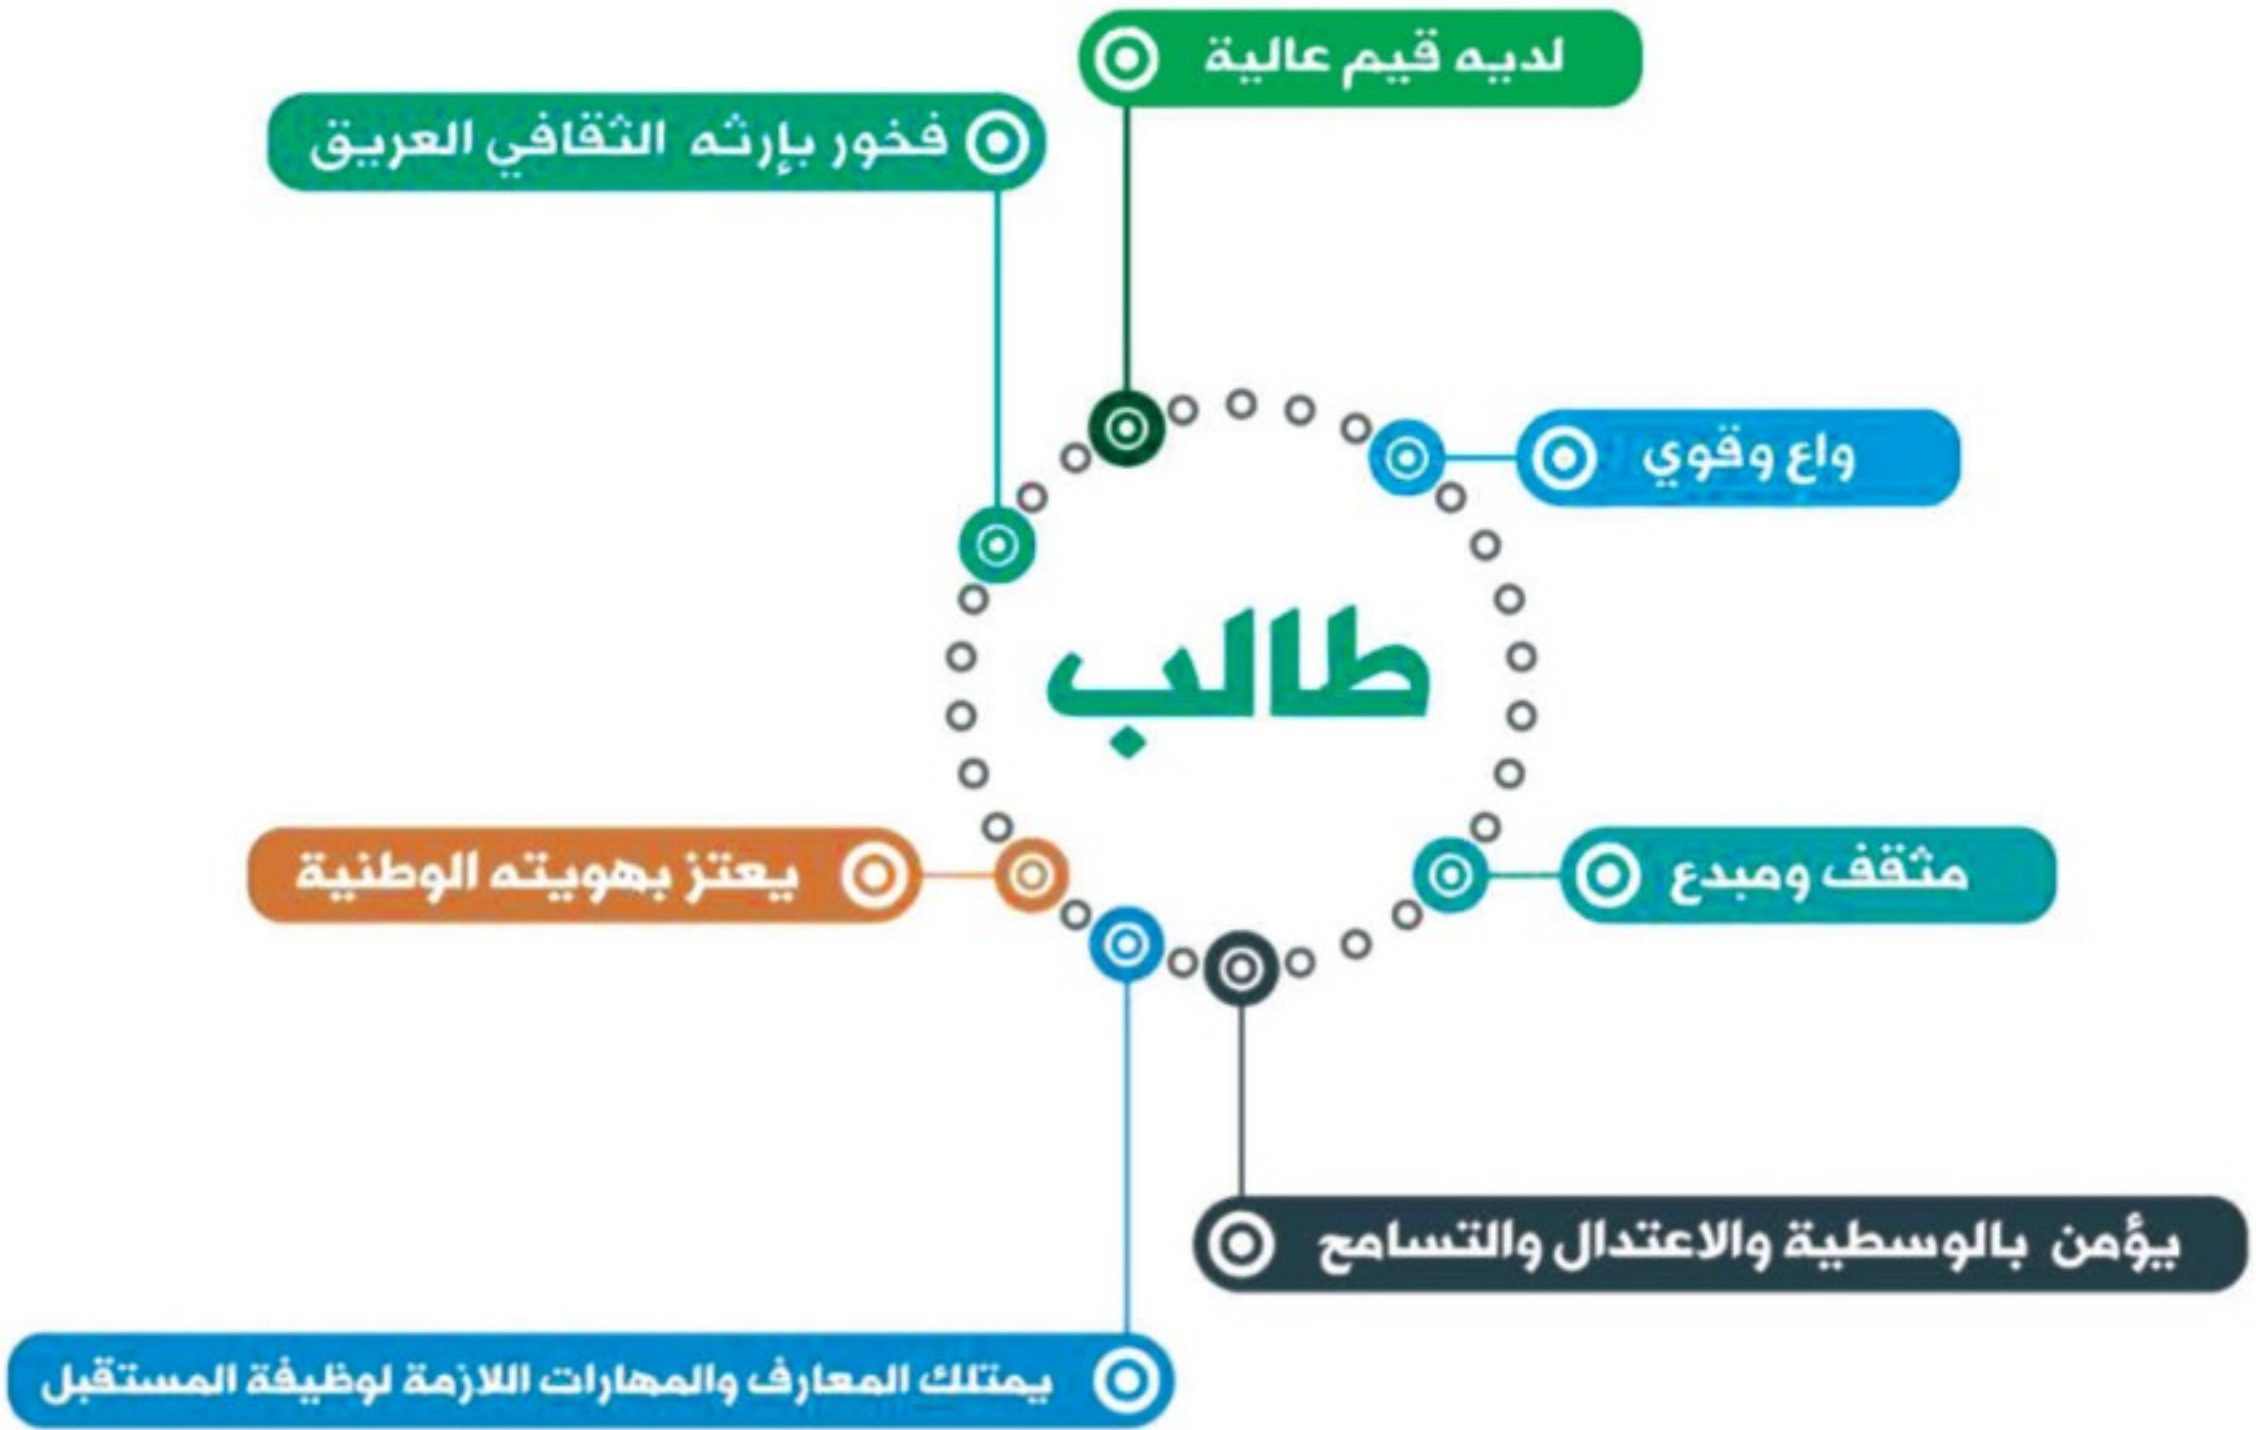 لديه قيم عالية
فخور بإرثه الثقافي العريق
واع وقوي
طالب
مثقف ومبدع
يعتز بهويته الوطنية
يؤمن بالوسطية والاعتدال والتسامح
يمتلك المعارف والمهارات اللازمة لوظيفة المستقبل